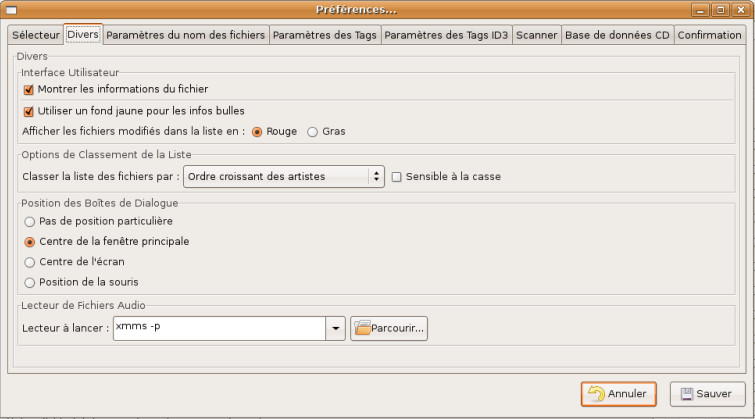 Préférences...
Sélecteur Divers Paramètres du nom des fichiers Paramètres des Tags Paramètres des Tags ID3 Scanner Base de données CD Confirmation
Divers
Interface Utilisateur
Montrer les informations du fichier
Utiliser un fond jaune pour les infos bulles
Afficher les fichiers modifiés dans la liste en : Rouge Gras
Options de Classement de la Liste
Classer la liste des fichiers par : Ordre croissant des artistes Sensible à la casse
Position des Boîtes de Dialogue
Pas de position particulière
Centre de la fenêtre principale
Centre de l'écran
Position de la souris
Lecteur de Fichiers Audio
Lecteur à lancer : xmms -p Parcourir...
Annuler Sauver